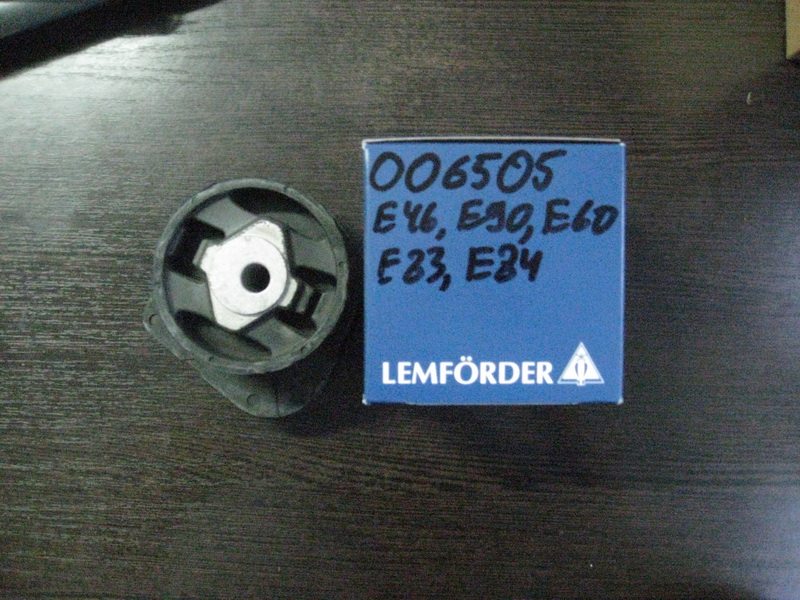 006505
E46, E90, E60
E83, E84
LEMFÖRDER